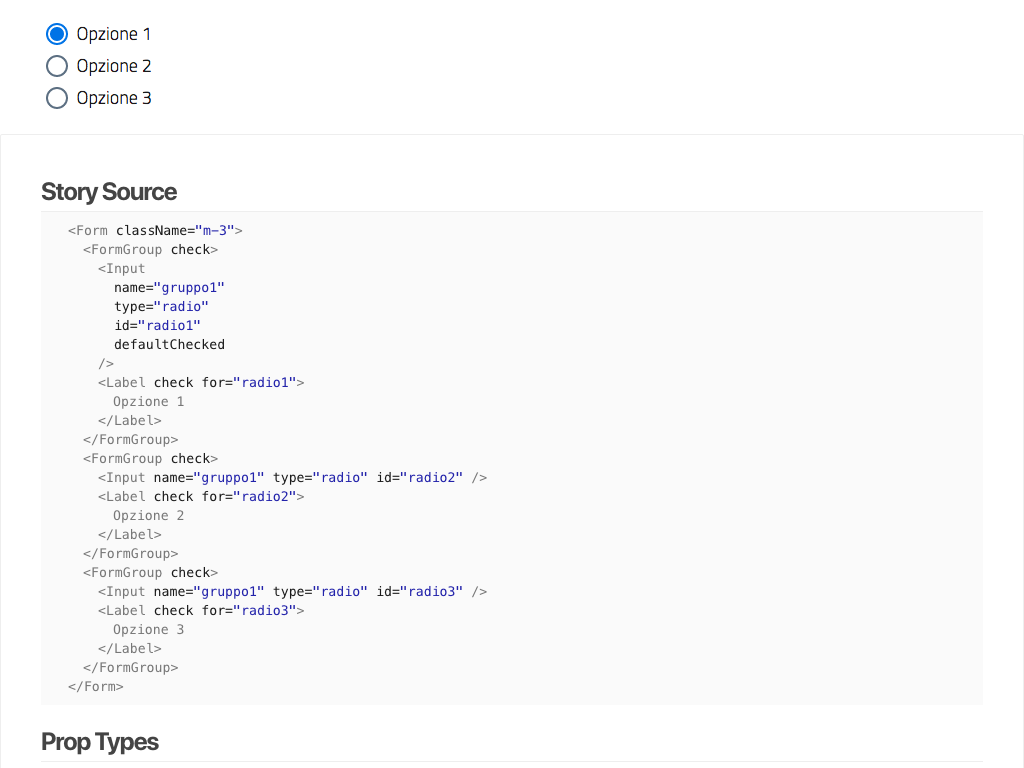 Opzione 1
Opzione 2
Opzione 3
Story Source
<Form className="m-3">
<FormGroup check>
<Input
name="gruppo1"
type="radio"
id="radio1"
defaultChecked
/>
<Label check for="radio1">
Opzione 1
</Label>
</FormGroup>
<FormGroup check>
<Input name="gruppo1" type="radio" id="radio2" />
<Label check for="radio2">
Opzione 2
</Label>
</FormGroup>
<FormGroup check>
<Input name="gruppo1" type="radio" id="radio3" />
<Label check for="radio3">
Opzione 3
</Label>
</FormGroup>
</Form>
Prop Types